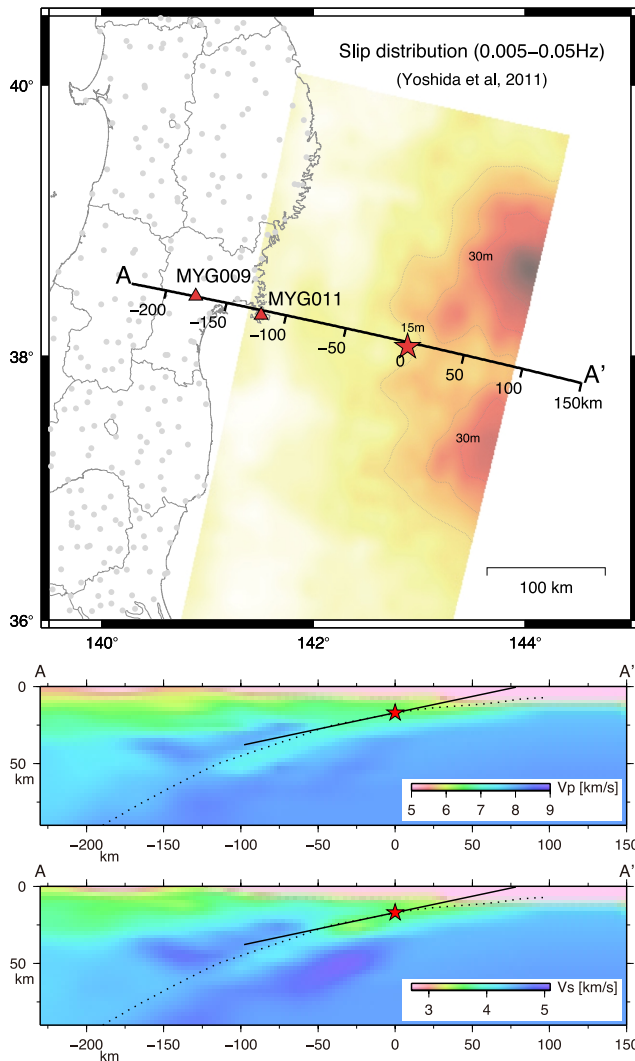 Slip distribution (0.005−0.05Hz)
(Yoshida et al, 2011)
40°
38°
36°
30m
MYG009
A
MYG011
−200
−150
−100
−50
15m
0
50
100
A'
150km
30m
100 km
140°
142°
144°
A
A'
0
50
km
Vp [km/s]
5 6 7 8 9
−200 −150 −100 −50 0 50 100 150
km
A
A'
0
50
km
Vs [km/s]
3 4 5
−200 −150 −100 −50 0 50 100 150
km